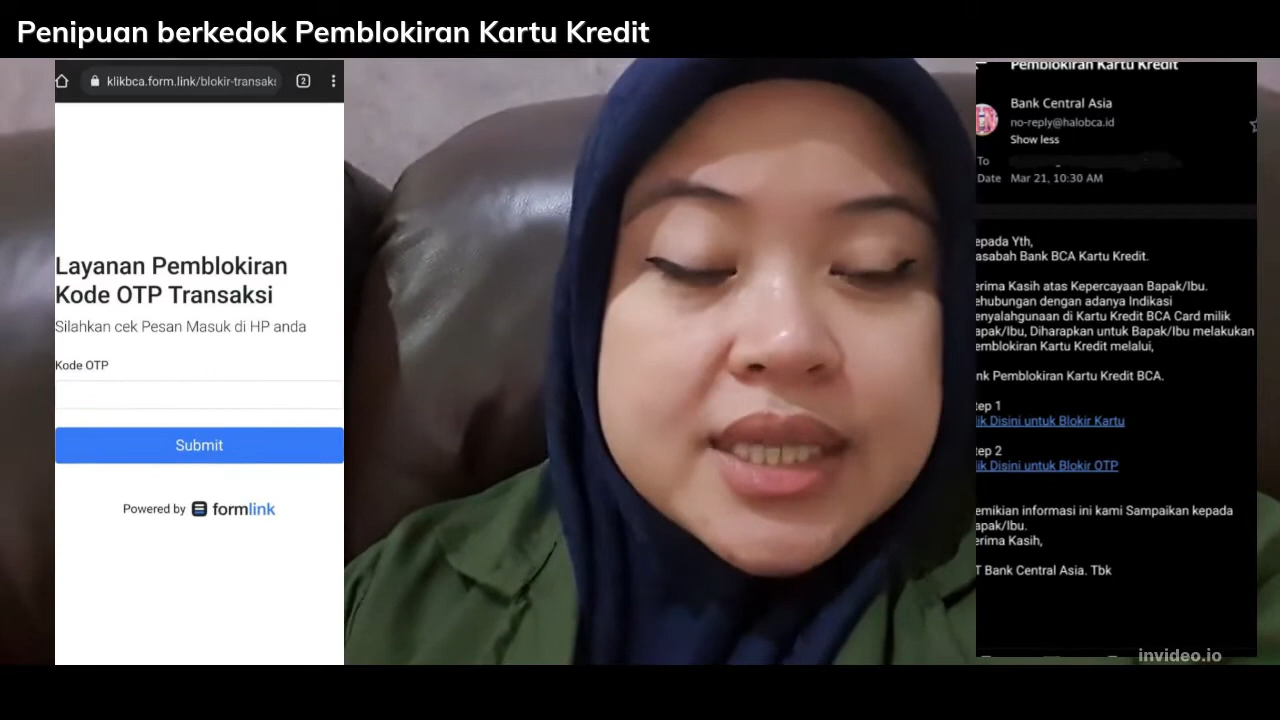 Penipuan berkedok Pemblokiran Kartu Kredit
klikbca.form.link/blokir-transaks
2
Layanan Pemblokiran
Kode OTP Transaksi
Silahkan cek Pesan Masuk di HP anda
Kode OTP
Submit
Powered by formlink
Pemblokiran Kartu Kredit
Bank Central Asia
no-reply@halobca.id
Show less
To
Date Mar 21, 10:30 AM
epada Yth,
asabah Bank BCA Kartu Kredit.
erima Kasih atas Kepercayaan Bapak/Ibu.
ehubungan dengan adanya Indikasi
enyalahgunaan di Kartu Kredit BCA Card milik
apak/Ibu, Diharapkan untuk Bapak/Ibu melakukan
emblokiran Kartu Kredit melalui,
nk Pemblokiran Kartu Kredit BCA.
tep 1
lik Disini untuk Blokir Kartu
tep 2
lik Disini untuk Blokir OTP
emikian informasi ini kami Sampaikan kepada
apak/Ibu.
erima Kasih,
T Bank Central Asia. Tbk
invideo.io